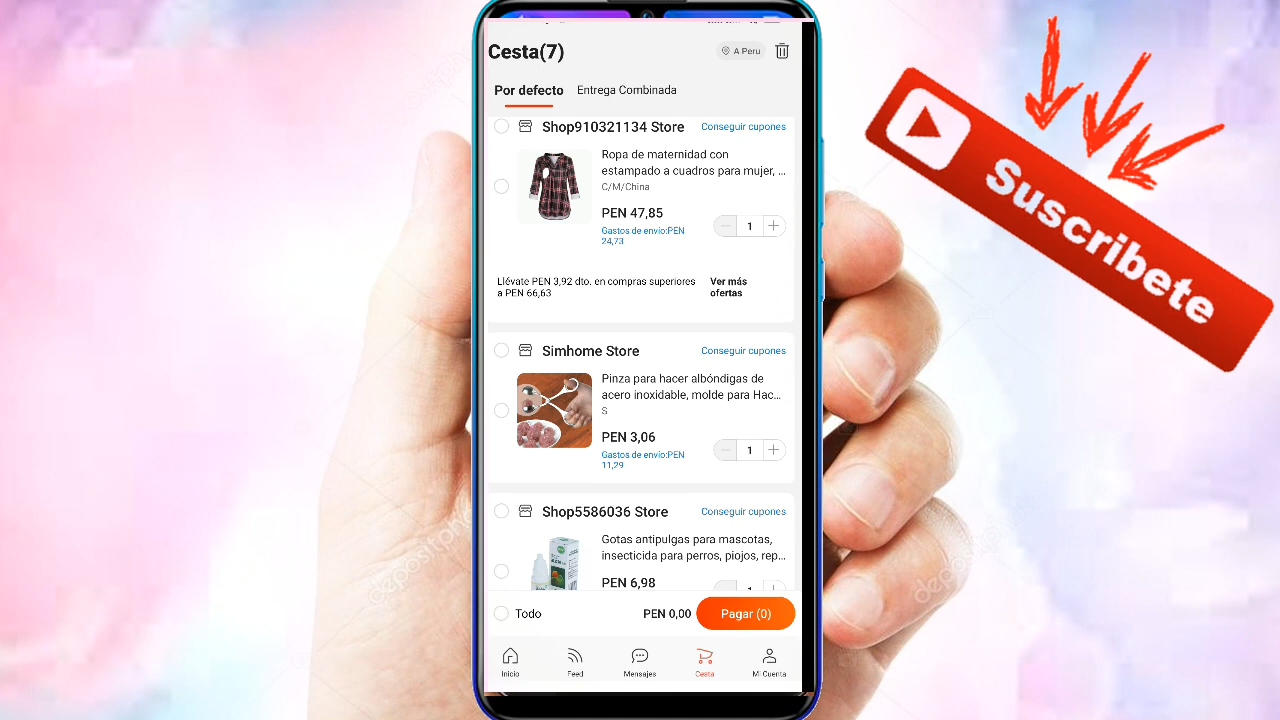 Cesta(7)
A Peru
Por defecto
Entrega Combinada
Shop910321134 Store
Conseguir cupones
Ropa de maternidad con
estampado a cuadros para mujer, ...
C/M/China
PEN 47,85
1
Gastos de envío:PEN
24,73
Llévate PEN 3,92 dto. en compras superiores
a PEN 66,63
Ver más
ofertas
Simhome Store
Conseguir cupones
Pinza para hacer albóndigas de
acero inoxidable, molde para Hac...
S
PEN 3,06
1
Gastos de envío:PEN
11,29
Shop5586036 Store
Conseguir cupones
Gotas antipulgas para mascotas,
insecticida para perros, piojos, rep...
PEN 6,98
Todo
PEN 0,00
Pagar (0)
Inicio
Feed
Mensajes
Cesta
Mi Cuenta
Suscribete